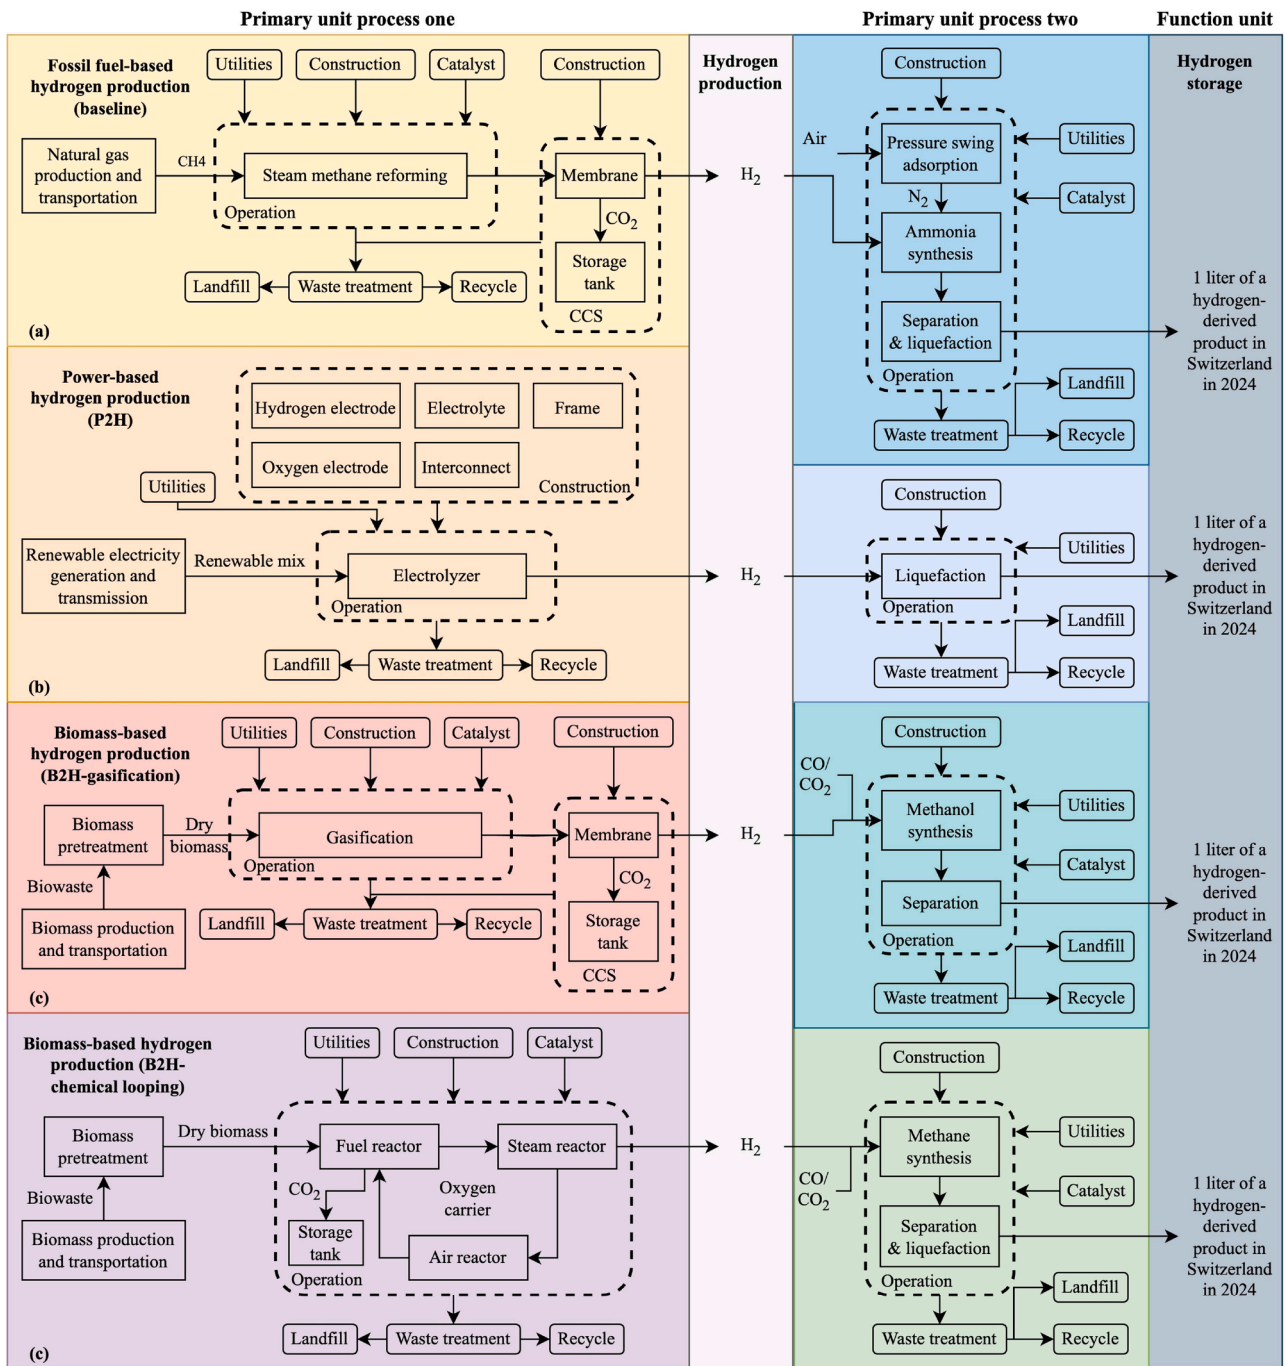 Primary unit process one
Primary unit process two
Function unit
Fossil fuel-based
hydrogen production
(baseline)
Utilities
Construction
Catalyst
Construction
Natural gas
production and
transportation
CH4
Steam methane reforming
Operation
Membrane
CO2
Storage
tank
CCS
Landfill
Waste treatment
Recycle
(a)
Hydrogen
production
H2
Construction
Air
Pressure swing
adsorption
N2
Ammonia
synthesis
Separation
& liquefaction
Operation
Utilities
Catalyst
Landfill
Waste treatment
Recycle
Hydrogen
storage
1 liter of a
hydrogen-
derived
product in
Switzerland
in 2024
Power-based
hydrogen production
(P2H)
Hydrogen electrode
Electrolyte
Frame
Oxygen electrode
Interconnect
Construction
Utilities
Renewable electricity
generation and
transmission
Renewable mix
Electrolyzer
Operation
Landfill
Waste treatment
Recycle
(b)
H2
Construction
Utilities
Liquefaction
Operation
Landfill
Waste treatment
Recycle
1 liter of a
hydrogen-
derived
product in
Switzerland
in 2024
Biomass-based
hydrogen production
(B2H-gasification)
Utilities
Construction
Catalyst
Construction
Biomass
pretreatment
Dry
biomass
Gasification
Operation
Membrane
CO2
Storage
tank
CCS
Biowaste
Biomass production
and transportation
Landfill
Waste treatment
Recycle
(c)
H2
Construction
CO/
CO2
Methanol
synthesis
Separation
Operation
Utilities
Catalyst
Landfill
Waste treatment
Recycle
1 liter of a
hydrogen-
derived
product in
Switzerland
in 2024
Biomass-based hydrogen
production (B2H-
chemical looping)
Utilities
Construction
Catalyst
Biomass
pretreatment
Dry biomass
Fuel reactor
Steam reactor
CO2
Oxygen
carrier
Storage
tank
Air reactor
Operation
Biowaste
Biomass production
and transportation
Landfill
Waste treatment
Recycle
(c)
H2
Construction
CO/
CO2
Methane
synthesis
Separation
& liquefaction
Operation
Utilities
Catalyst
Landfill
Waste treatment
Recycle
1 liter of a
hydrogen-
derived
product in
Switzerland
in 2024